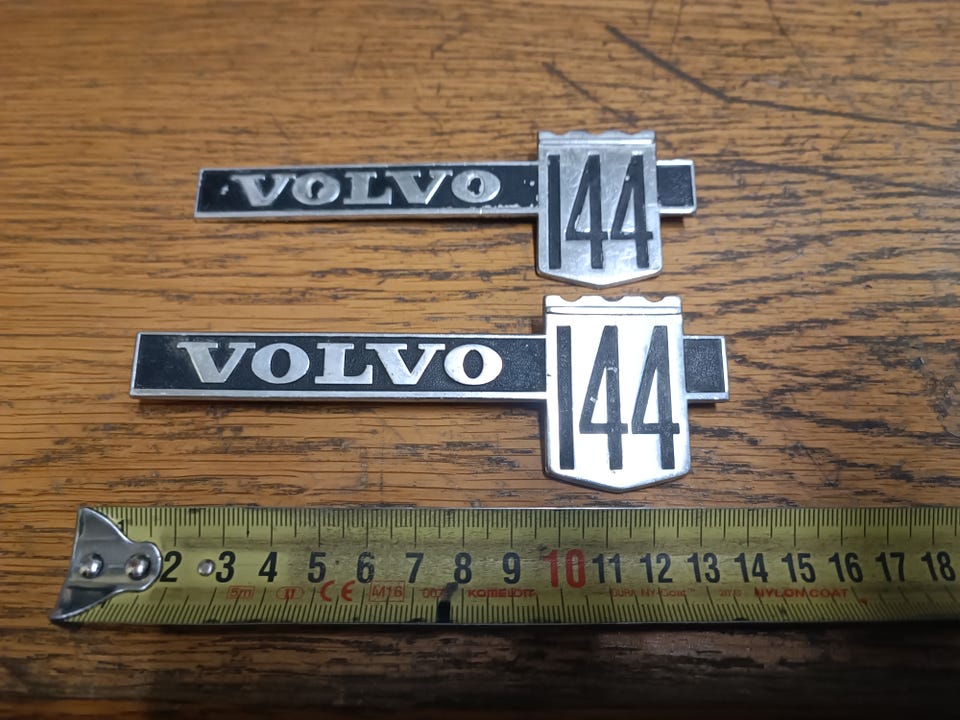 VOLVO 144
VOLVO 144
2 3 4 5 6 7 8 9 10 11 12 13 14 15 16 17 18
5m CE M16 KOMELON NYLON COAT